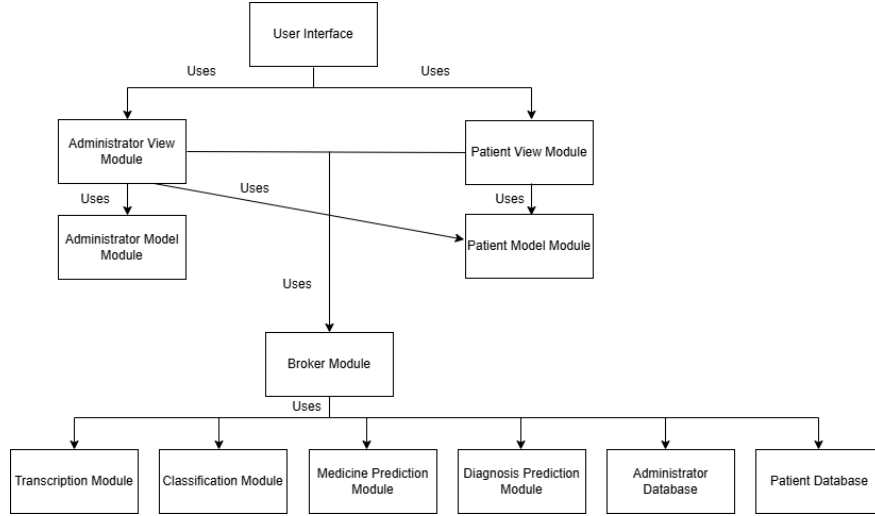 User Interface
Uses
Uses
Administrator View
Module
Patient View Module
Uses
Uses
Uses
Administrator Model
Module
Patient Model Module
Uses
Broker Module
Uses
Transcription Module
Classification Module
Medicine Prediction
Module
Diagnosis Prediction
Module
Administrator
Database
Patient Database